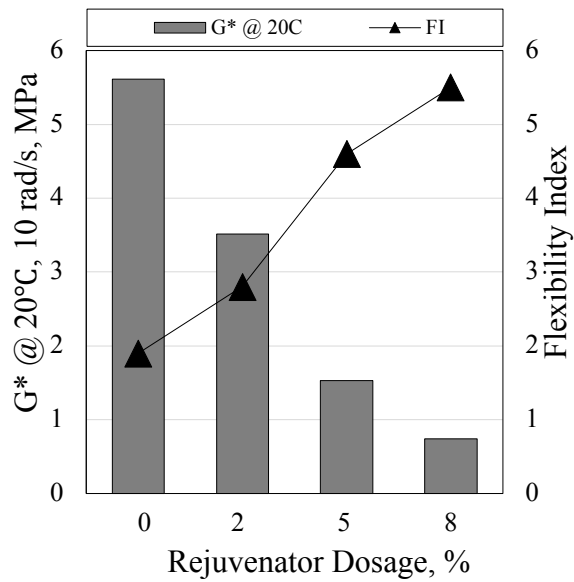 G* @ 20C FI
G* @ 20℃, 10 rad/s, MPa
6
5
4
3
2
1
0
6
5
4
3
2
1
0
Flexibility Index
0 2 5 8
Rejuvenator Dosage, %